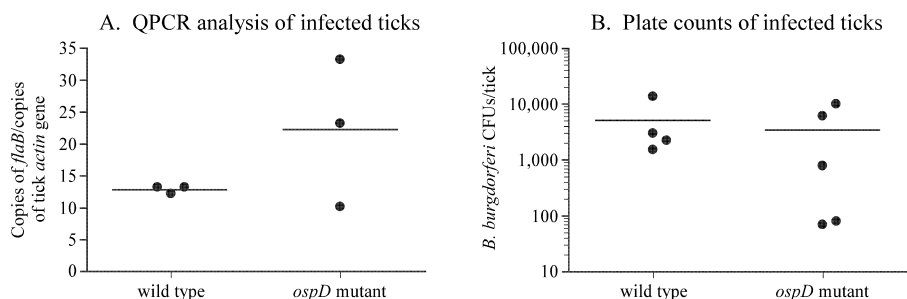 A. QPCR analysis of infected ticks
Copies of flaB/copies
of tick actin gene
35
30
25
20
15
10
5
0
wild type
ospD mutant
B. Plate counts of infected ticks
B. burgdorferi CFUs/tick
100,000
10,000
1,000
100
10
wild type
ospD mutant